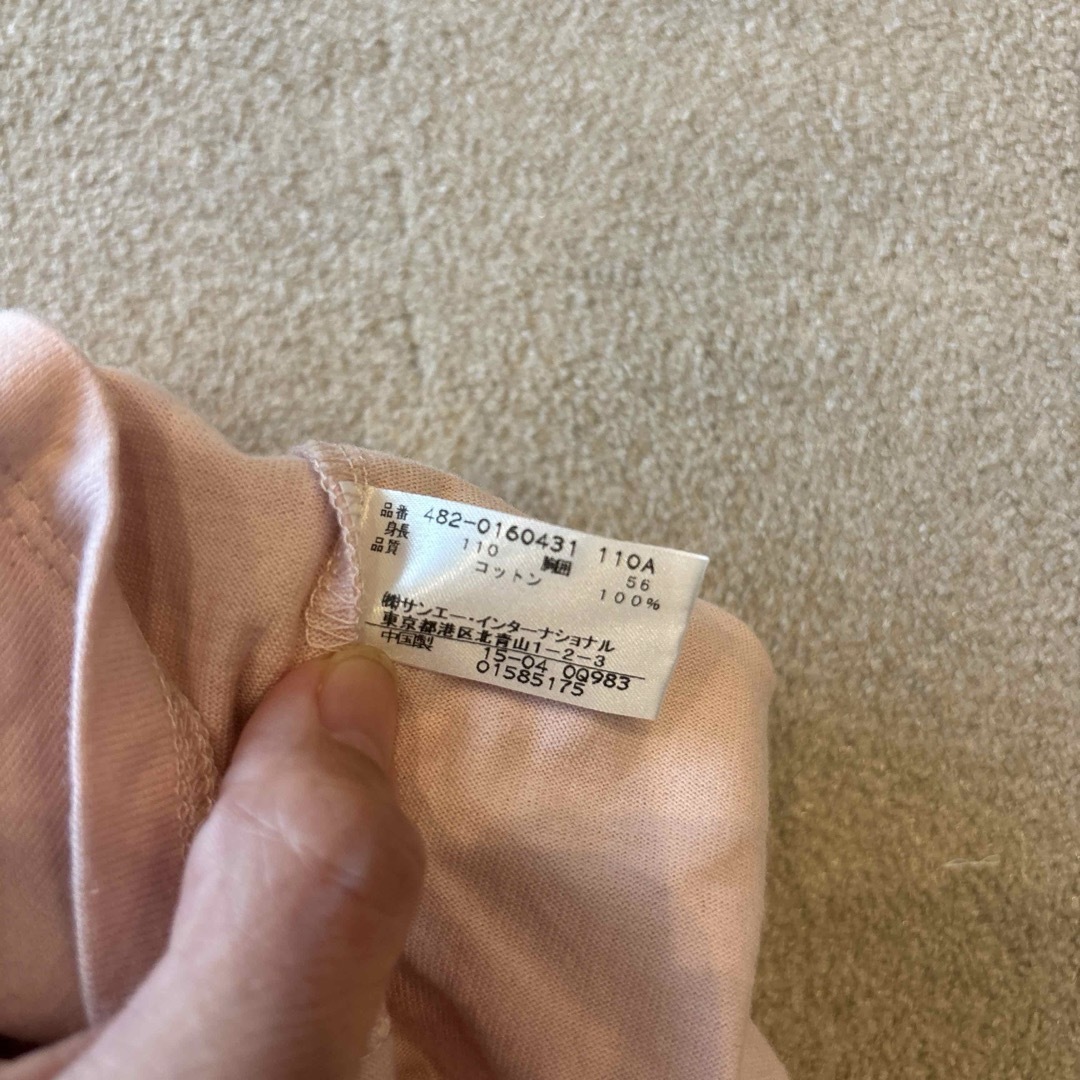 品番 482-0160431 110A
身長 110 胸囲 56
品質 コットン 100%
㈱サンエー・インターナショナル
東京都港区北青山1-2-3
中国製 15-04 0Q983
01585175